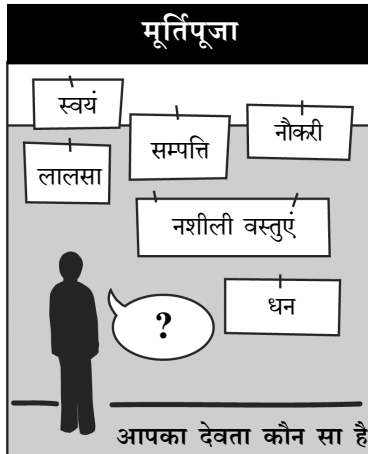 मूर्तिपूजा
स्वयं
सम्पत्ति
नौकरी
लालसा
नशीली वस्तुएं
धन
?
आपका देवता कौन सा है